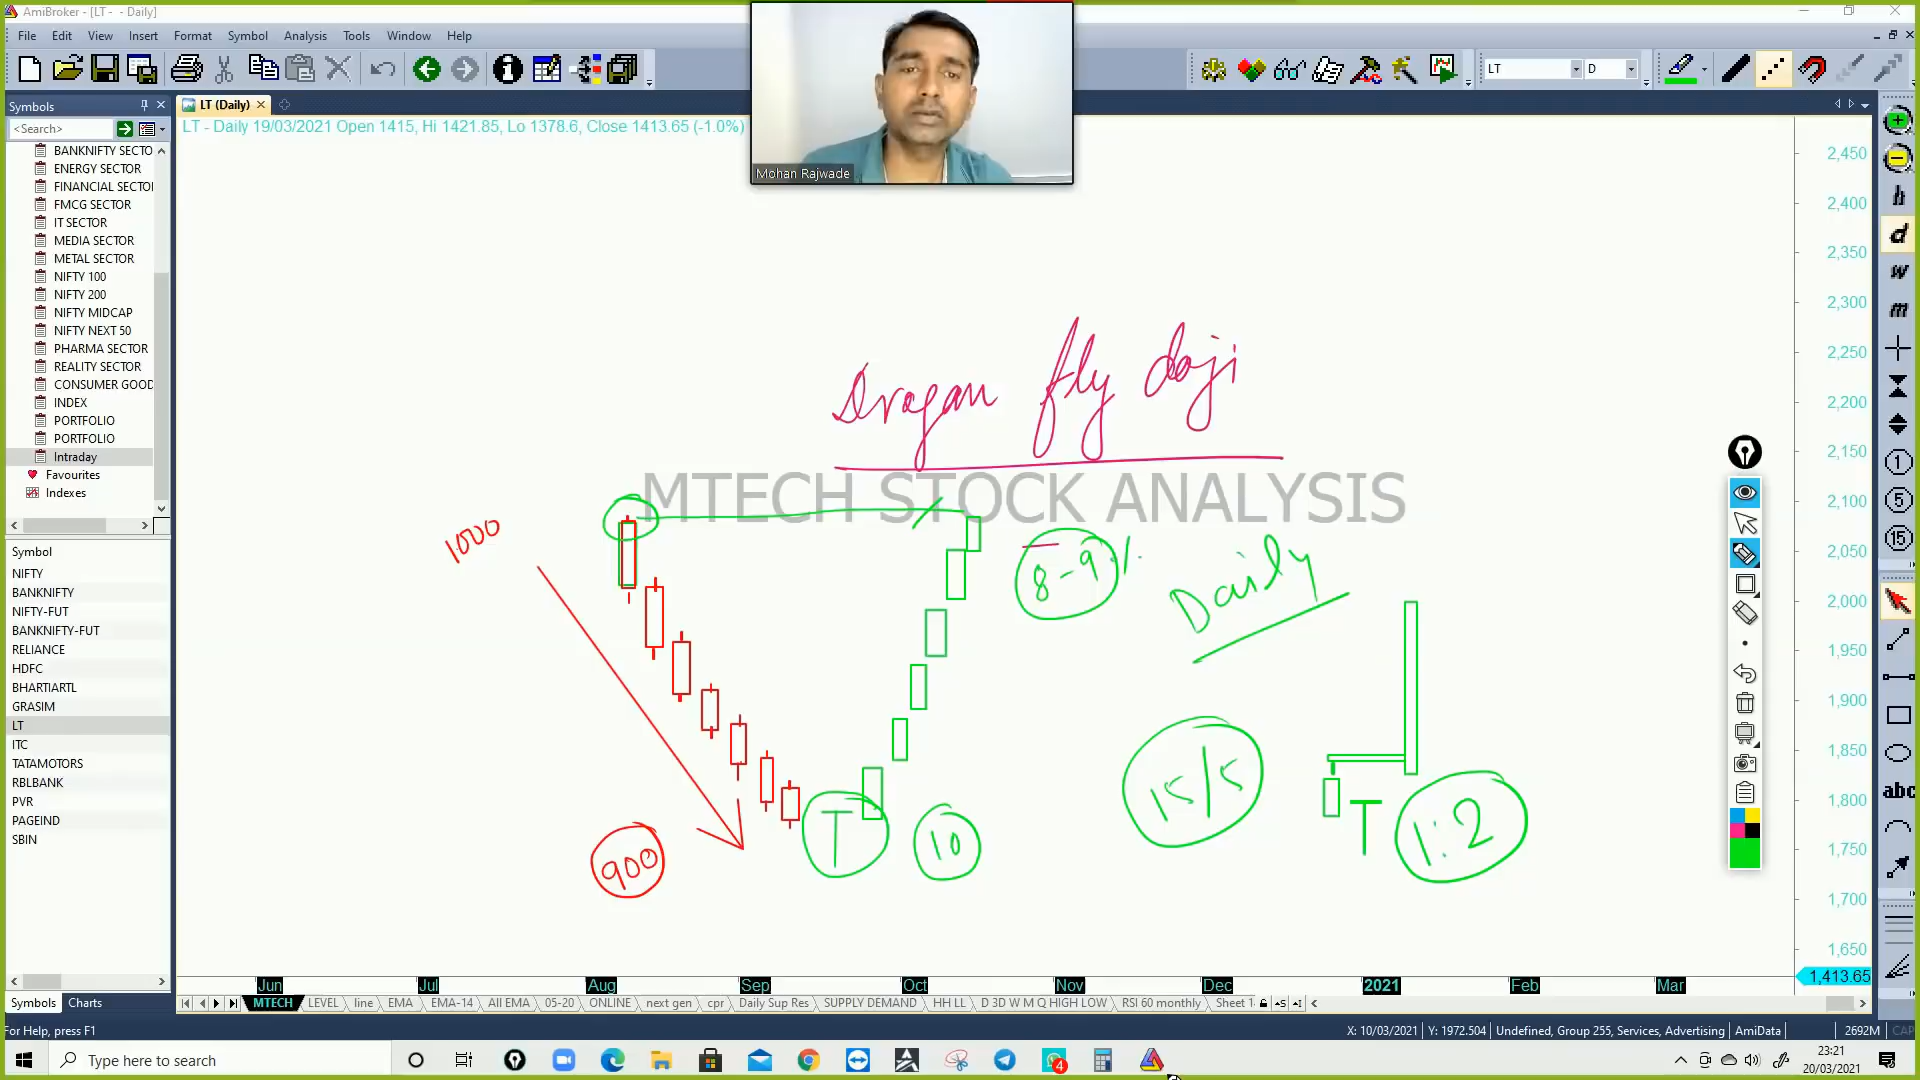 AmiBroker - [LT - - Daily]
File Edit View Insert Format Symbol Analysis Tools Window Help
LT D
Symbols
LT (Daily)
<Search>
LT - Daily 19/03/2021 Open 1415, Hi 1421.85, Lo 1378.6, Close 1413.65 (-1.0%)
Mohan Rajwade
BANKNIFTY SECTO
ENERGY SECTOR
FINANCIAL SECTOI
FMCG SECTOR
IT SECTOR
MEDIA SECTOR
METAL SECTOR
NIFTY 100
NIFTY 200
NIFTY MIDCAP
NIFTY NEXT 50
PHARMA SECTOR
REALITY SECTOR
CONSUMER GOOD
INDEX
PORTFOLIO
PORTFOLIO
Intraday
Favourites
Indexes
Symbol
NIFTY
BANKNIFTY
NIFTY-FUT
BANKNIFTY-FUT
RELIANCE
HDFC
BHARTIARTL
GRASIM
LT
ITC
TATAMOTORS
RBLBANK
PVR
PAGEIND
SBIN
Symbols Charts
Dragan fly doji
MTECH STOCK ANALYSIS
1000
8-9%
Daily
15/5
T
10
T
1:2
900
2,450
2,400
2,350
2,300
2,250
2,200
2,150
2,100
2,050
2,000
1,950
1,900
1,850
1,800
1,750
1,700
1,650
1,413.65
h
d
w
m
1
5
15
abc
Jun Jul Aug Sep Oct Nov Dec 2021 Feb Mar
MTECH LEVEL line EMA EMA-14 All EMA 05-20 ONLINE next gen cpr Daily Sup Res SUPPLY DEMAND HH LL D 3D W M Q HIGH LOW RSI 60 monthly Sheet 1
For Help, press F1
X: 10/03/2021 Y: 1972.504 Undefined, Group 255, Services, Advertising AmiData 2692M CAP
Type here to search
4
23:21
20/03/2021